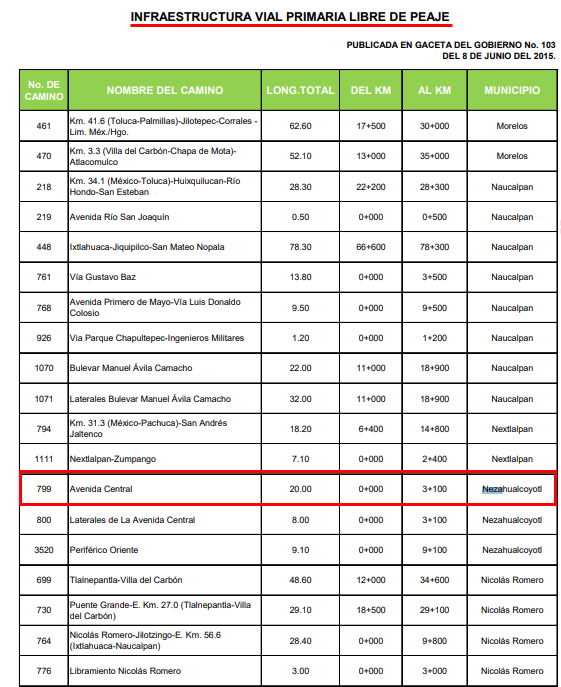 INFRAESTRUCTURA VIAL PRIMARIA LIBRE DE PEAJE
PUBLICADA EN GACETA DEL GOBIERNO No. 103
DEL 8 DE JUNIO DEL 2015.
No. DE CAMINO NOMBRE DEL CAMINO LONG.TOTAL DEL KM AL KM MUNICIPIO
461 Km. 41.6 (Toluca-Palmillas)-Jilotepec-Corrales - Lim. Méx./Hgo. 62.60 17+500 30+000 Morelos
470 Km. 3.3 (Villa del Carbón-Chapa de Mota)-Atlacomulco 52.10 13+000 35+000 Morelos
218 Km. 34.1 (México-Toluca)-Huixquilucan-Río Hondo-San Esteban 28.30 22+200 28+300 Naucalpan
219 Avenida Río San Joaquín 0.50 0+000 0+500 Naucalpan
448 Ixtlahuaca-Jiquipilco-San Mateo Nopala 78.30 66+600 78+300 Naucalpan
761 Vía Gustavo Baz 13.80 0+000 3+500 Naucalpan
768 Avenida Primero de Mayo-Vía Luis Donaldo Colosio 9.50 0+000 9+500 Naucalpan
926 Via Parque Chapultepec-Ingenieros Militares 1.20 0+000 1+200 Naucalpan
1070 Bulevar Manuel Ávila Camacho 22.00 11+000 18+900 Naucalpan
1071 Laterales Bulevar Manuel Ávila Camacho 32.00 11+000 18+900 Naucalpan
794 Km. 31.3 (México-Pachuca)-San Andrés Jaltenco 18.20 6+400 14+800 Nextlalpan
1111 Nextlalpan-Zumpango 7.10 0+000 2+400 Nextlalpan
799 Avenida Central 20.00 0+000 3+100 Nezahualcoyotl
800 Laterales de La Avenida Central 8.00 0+000 3+100 Nezahualcoyotl
3520 Periférico Oriente 9.10 0+000 9+100 Nezahualcoyotl
699 Tlalnepantla-Villa del Carbón 48.60 12+000 34+600 Nicolás Romero
730 Puente Grande-E. Km. 27.0 (Tlalnepantla-Villa del Carbón) 29.10 18+500 29+100 Nicolás Romero
764 Nicolás Romero-Jilotzingo-E. Km. 56.6 (Ixtlahuaca-Naucalpan) 28.40 0+000 9+800 Nicolás Romero
776 Libramiento Nicolás Romero 3.00 0+000 3+000 Nicolás Romero